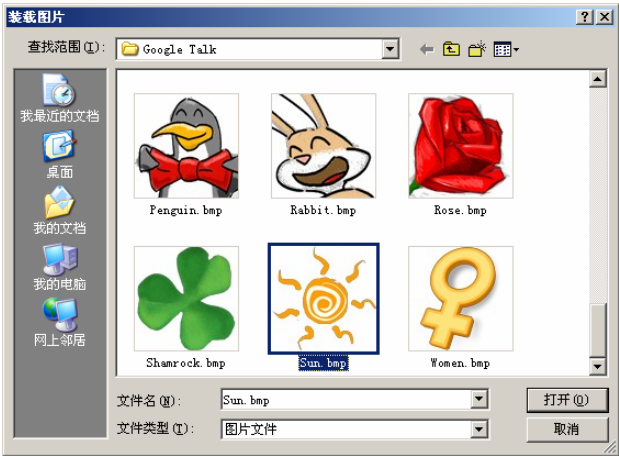 装载图片
查找范围(I): Google Talk
我最近的文档
桌面
我的文档
我的电脑
网上邻居
Penguin.bmp Rabbit.bmp Rose.bmp
Shamrock.bmp Sun.bmp Women.bmp
文件名(N): Sun.bmp 打开(O)
文件类型(T): 图片文件 取消